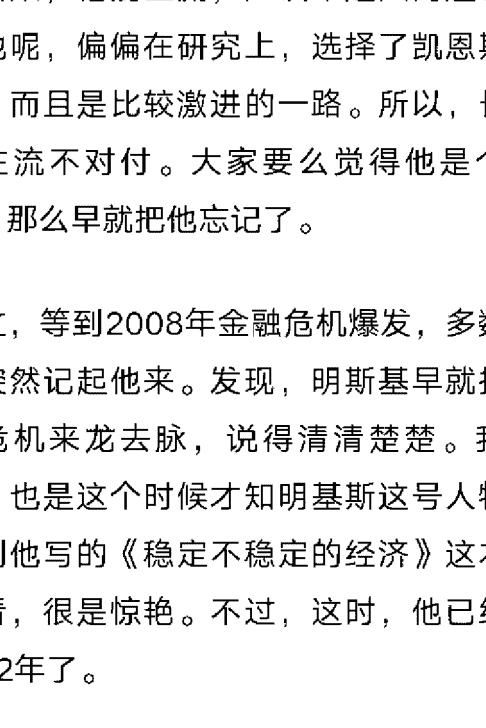 他呢，偏偏在研究上，选择了凯恩斯
而且是比较激进的一路。所以，
主流不对付。大家要么觉得他是个
那么早就把他忘记了。
，等到2008年金融危机爆发，多数
突然记起他来。发现，明斯基早就把
危机来龙去脉，说得清清楚楚。我
也是这个时候才知明基斯这号人物
到他写的《稳定不稳定的经济》这本
看，很是惊艳。不过，这时，他已经
2年了。